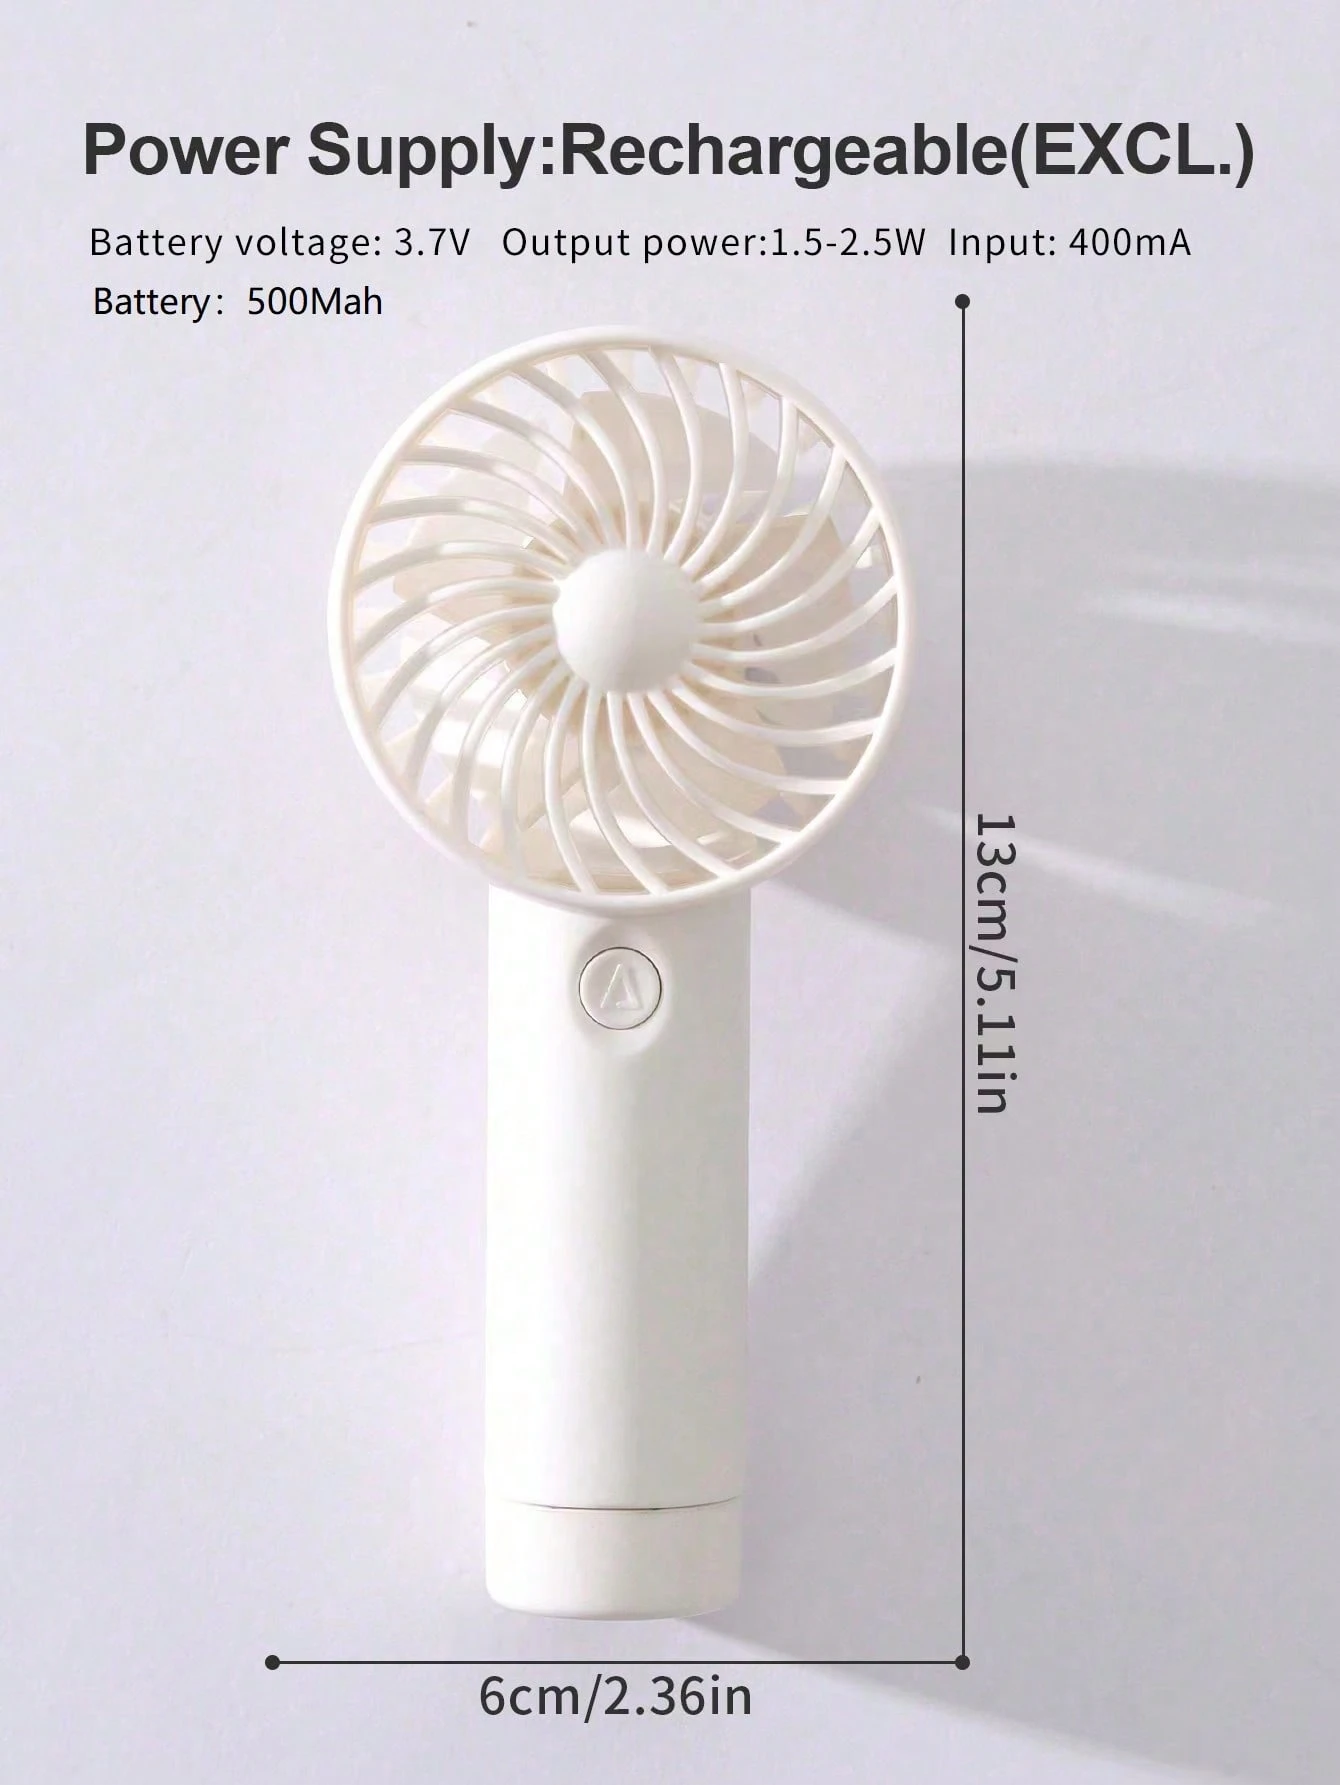 Power Supply:Rechargeable(EXCL.)
Battery voltage: 3.7V Output power:1.5-2.5W Input: 400mA
Battery: 500Mah
13cm/5.11in
6cm/2.36in